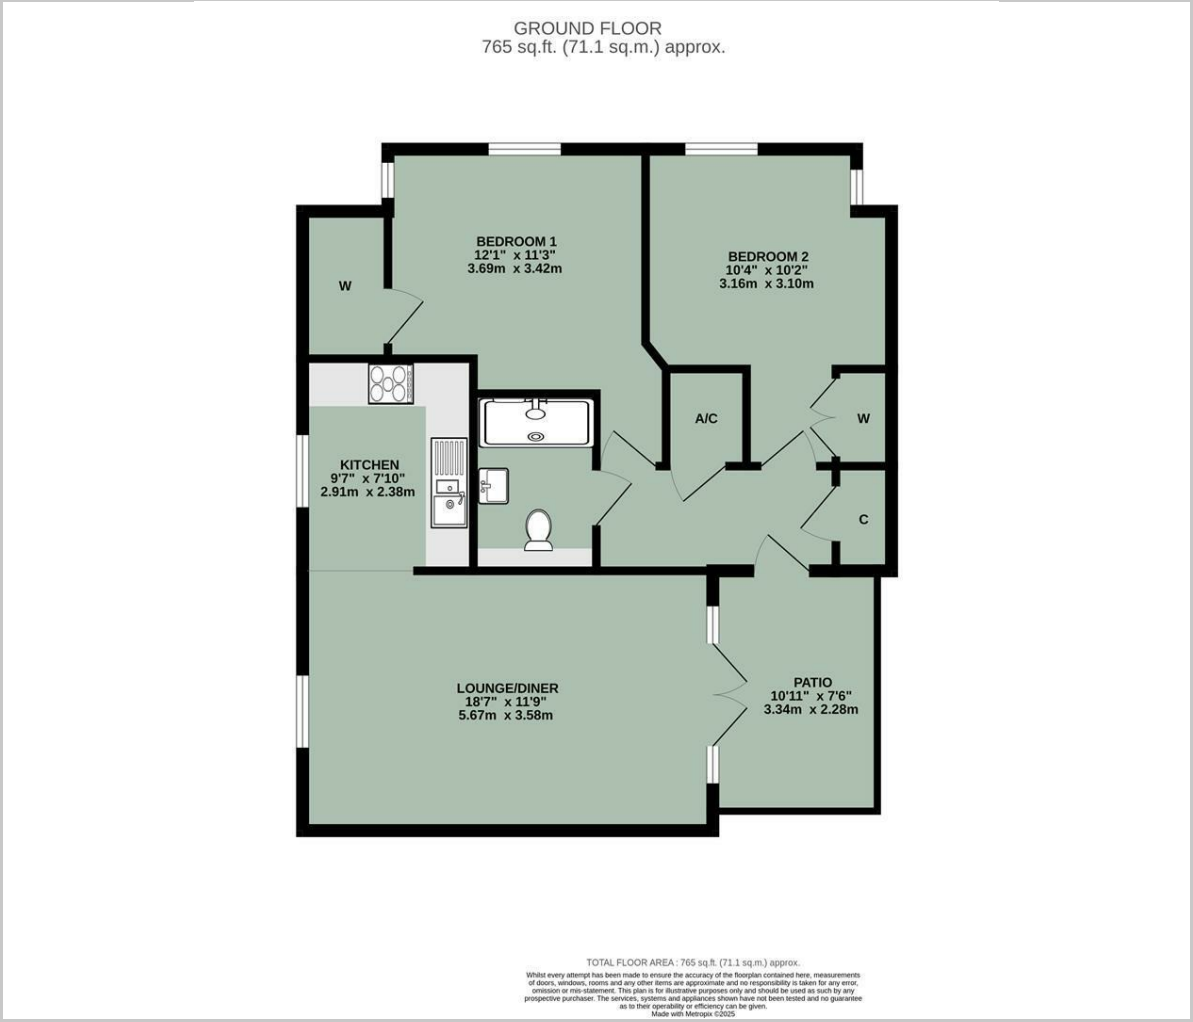 GROUND FLOOR
765 sq.ft. (71.1 sq.m.) approx.
BEDROOM 1
12'1" x 11'3"
3.69m x 3.42m
BEDROOM 2
10'4" x 10'2"
3.16m x 3.10m
W
A/C
W
KITCHEN
9'7" x 7'10"
2.91m x 2.38m
C
LOUNGE/DINER
18'7" x 11'9"
5.67m x 3.58m
PATIO
10'11" x 7'6"
3.34m x 2.28m
TOTAL FLOOR AREA : 765 sq.ft. (71.1 sq.m.) approx.
Whilst every attempt has been made to ensure the accuracy of the floorplan contained here, measurements
of doors, windows, rooms and any other items are approximate and no responsibility is taken for any error,
omission or mis-statement. This plan is for illustrative purposes only and should be used as such by any
prospective purchaser. The services, systems and appliances shown have not been tested and no guarantee
as to their operability or efficiency can be given.
Made with Metropix ©2025